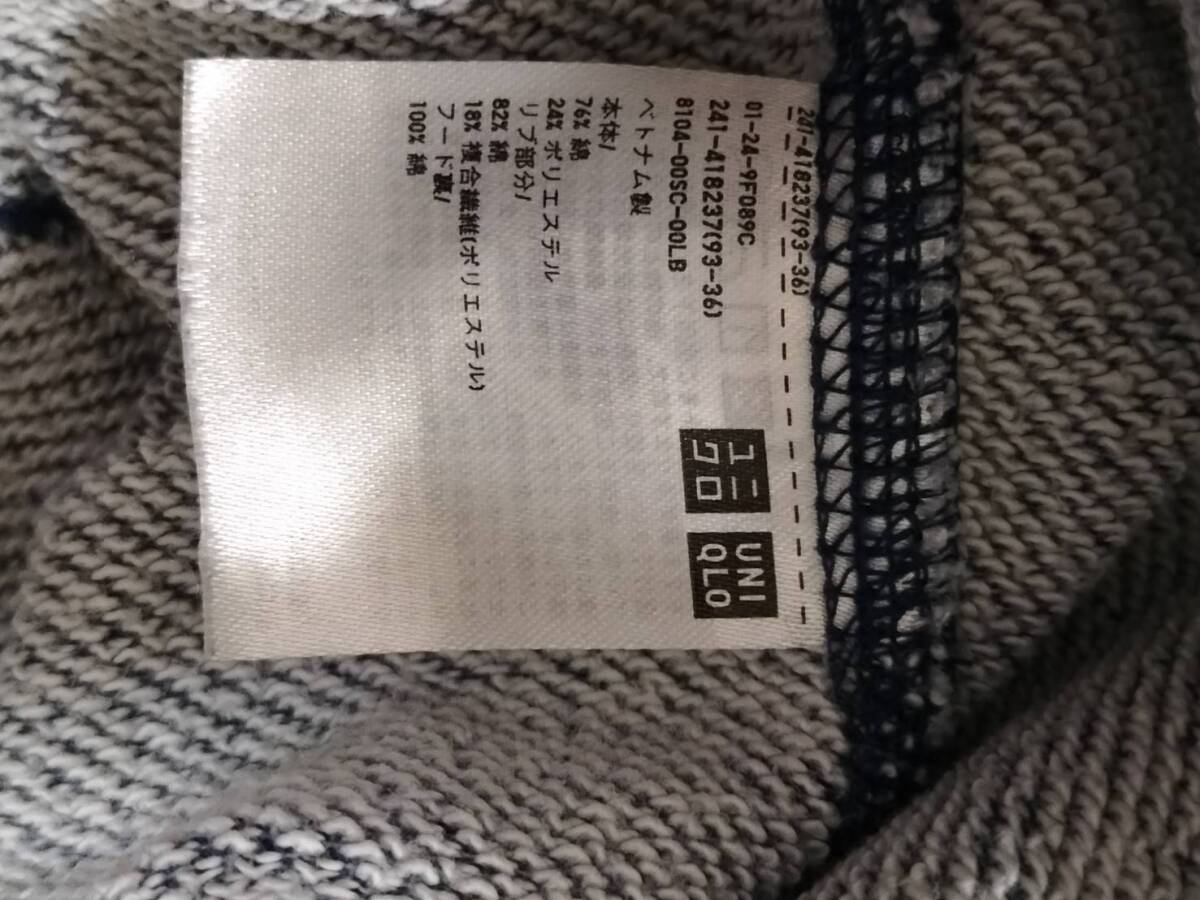 241-418237(93-36)
01-24-9F089C
241-418237(93-36)
8104-00SC-00LB
ユニ
クロ
UNI
QLO
ベトナム製
本体/
76% 綿
24% ポリエステル
リブ部分/
82% 綿
18% 複合繊維(ポリエステル)
フード裏/
100% 綿